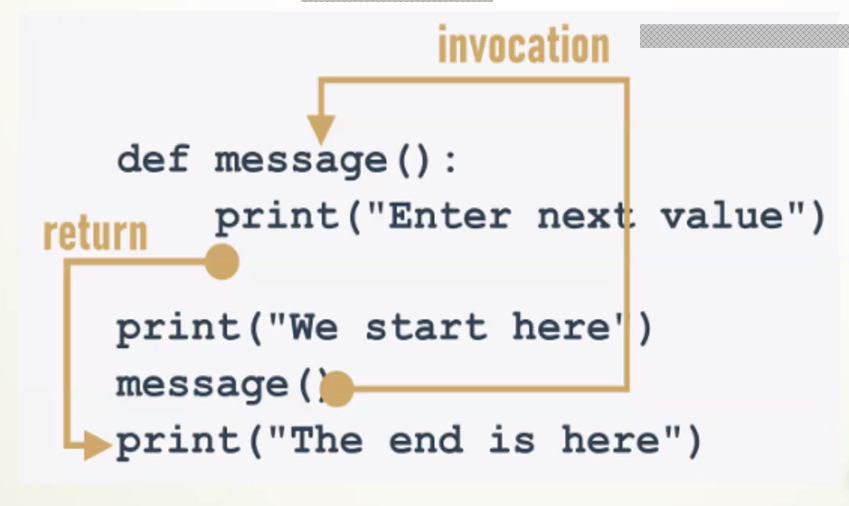 invocation
def message():
print("Enter next value")
return
print("We start here")
message()
print("The end is here")